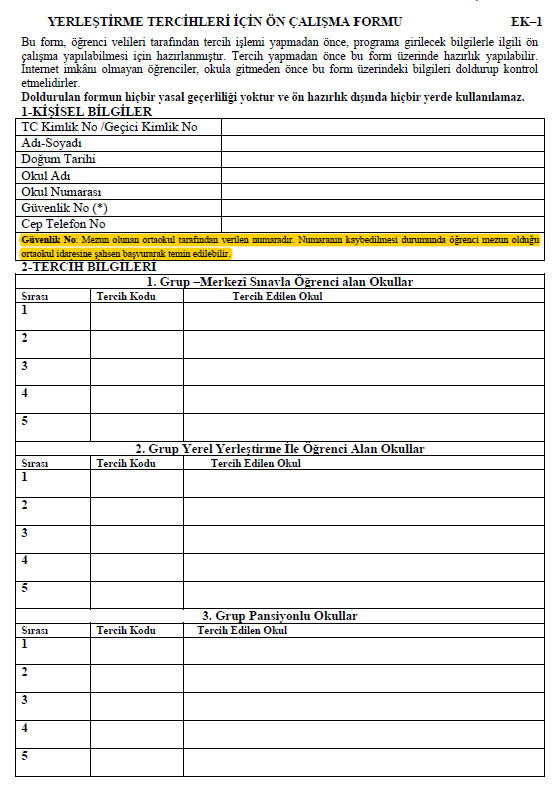 YERLEŞTİRME TERCİHLERİ İÇİN ÖN ÇALIŞMA FORMU EK–1
Bu form, öğrenci velileri tarafından tercih işlemi yapmadan önce, programa girilecek bilgilerle ilgili ön
çalışma yapılabilmesi için hazırlanmıştır. Tercih yapmadan önce bu form üzerinde hazırlık yapılabilir.
İnternet imkânı olmayan öğrenciler, okula gitmeden önce bu form üzerindeki bilgileri doldurup kontrol
etmelidirler.
Doldurulan formun hiçbir yasal geçerliliği yoktur ve ön hazırlık dışında hiçbir yerde kullanılamaz.
1-KİŞİSEL BİLGİLER
TC Kimlik No /Geçici Kimlik No
Adı-Soyadı
Doğum Tarihi
Okul Adı
Okul Numarası
Güvenlik No (*)
Cep Telefon No
Güvenlik No: Mezun olunan ortaokul tarafından verilen numaradır. Numaranın kaybedilmesi durumunda öğrenci mezun olduğu
ortaokul idaresine şahsen başvurarak temin edilebilir.
2-TERCİH BİLGİLERİ
1. Grup –Merkezî Sınavla Öğrenci alan Okullar
Sırası Tercih Kodu Tercih Edilen Okul
1
2
3
4
5
2. Grup Yerel Yerleştirme İle Öğrenci Alan Okullar
Sırası Tercih Kodu Tercih Edilen Okul
1
2
3
4
5
3. Grup Pansiyonlu Okullar
Sırası Tercih Kodu Tercih Edilen Okul
1
2
3
4
5